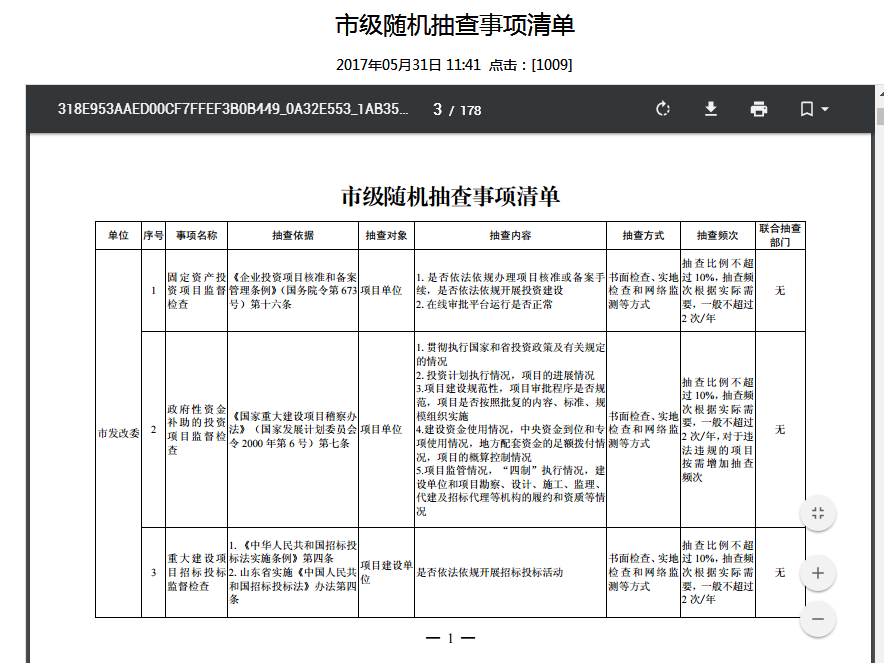 市级随机抽查事项清单
2017年05月31日 11:41 点击：[1009]
318E953AAED00CF7FFEF3B0B449_0A32E553_1AB35...
3 / 178
市级随机抽查事项清单
单位 序号 事项名称 抽查依据 抽查对象 抽查内容 抽查方式 抽查频次 联合抽查
部门
市发改委
1
固定资产投
资项目监督
检查
《企业投资项目核准和备案
管理条例》（国务院令第 673
号）第十六条
项目单位
1. 是否依法依规办理项目核准或备案手
续，是否依法依规开展投资建设
2. 在线审批平台运行是否正常
书面检查、实地
检查和网络监
测等方式
抽查比例不超
过 10%，抽查频
次根据实际需
要，一般不超过
2 次/年
无
2
政府性资金
补助的投资
项目监督检
查
《国家重大建设项目稽察办
法》（国家发展计划委员会
令 2000 年第 6 号）第七条
项目单位
1. 贯彻执行国家和省投资政策及有关规定
的情况
2. 投资计划执行情况，项目的进展情况
3.项目建设规范性，项目审批程序是否规
范，项目是否按照批复的内容、标准、规
模组织实施
4.建设资金使用情况，中央资金到位和专
项使用情况，地方配套资金的足额拨付情
况，项目的概算控制情况
5.项目监管情况，“四制”执行情况，建
设单位和项目勘察、设计、施工、监理、
代建及招标代理等机构的履约和资质等情
况
书面检查、实地
检查和网络监
测等方式
抽查比例不超
过 10%，抽查频
次根据实际需
要，一般不超过
2 次/年，对于违
法违规的项目
按需增加抽查
频次
无
3
重大建设项
目招标投标
监督检查
1.《中华人民共和国招标投
标法实施条例》第四条
2. 山东省实施《中国人民共
和国招标投标法》办法第四
条
项目建设单
位
是否依法依规开展招标投标活动
书面检查、实地
检查和网络监
测等方式
抽查比例不超
过 10%，抽查频
次根据实际需
要，一般不超过
2 次/年
无
— 1 —